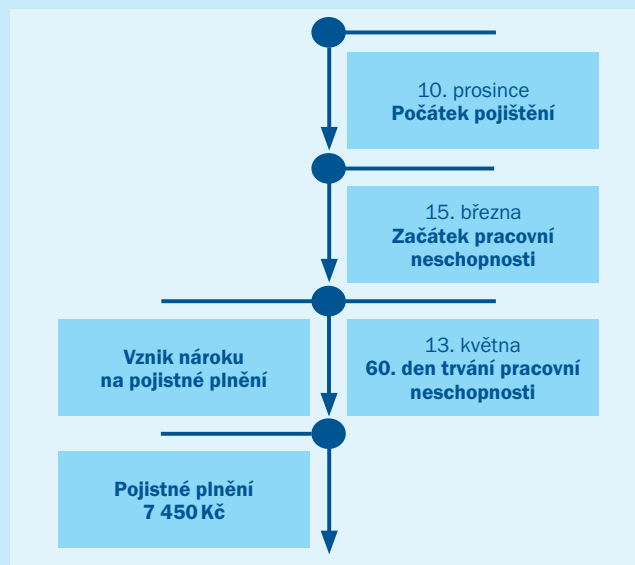 10. prosince
Počátek pojištění
15. března
Začátek pracovní
neschopnosti
Vznik nároku
na pojistné plnění
13. května
60. den trvání pracovní
neschopnosti
Pojistné plnění
7 450 Kč